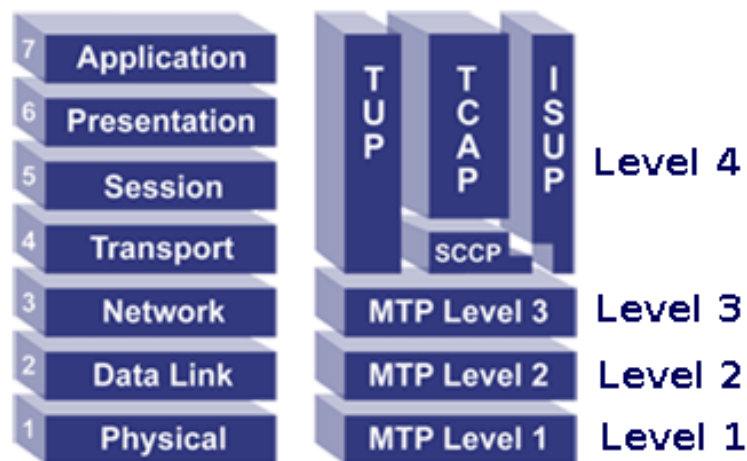 7 Application
6 Presentation
5 Session
4 Transport
3 Network
2 Data Link
1 Physical
TUP
TCAP
ISUP
SCCP
Level 4
MTP Level 3 Level 3
MTP Level 2 Level 2
MTP Level 1 Level 1